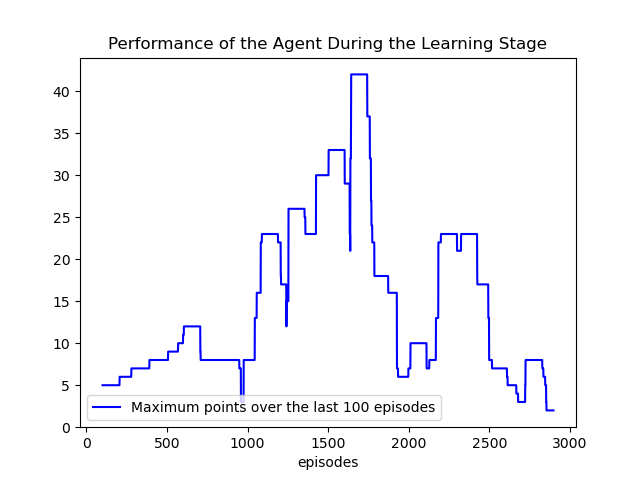 Performance of the Agent During the Learning Stage
40
35
30
25
20
15
10
5
0
Maximum points over the last 100 episodes
0 500 1000 1500 2000 2500 3000
episodes